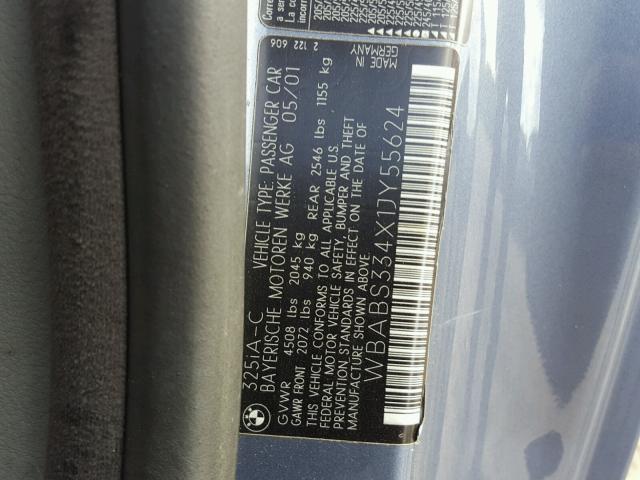 325iA-C VEHICLE TYPE: PASSENGER CAR
BAYERISCHE MOTOREN WERKE AG 05/01
GVWR 4508 lbs 2045 kg
GAWR FRONT 2072 lbs 940 kg REAR 2546 lbs 1155 kg
THIS VEHICLE CONFORMS TO ALL APPLICABLE U.S.
FEDERAL MOTOR VEHICLE SAFETY, BUMPER AND THEFT
PREVENTION STANDARDS IN EFFECT ON THE
MANUFACTURE DATE SHOWN ABOVE
WBABS334X1JY55624
2 122 606
MADE IN
GERMANY